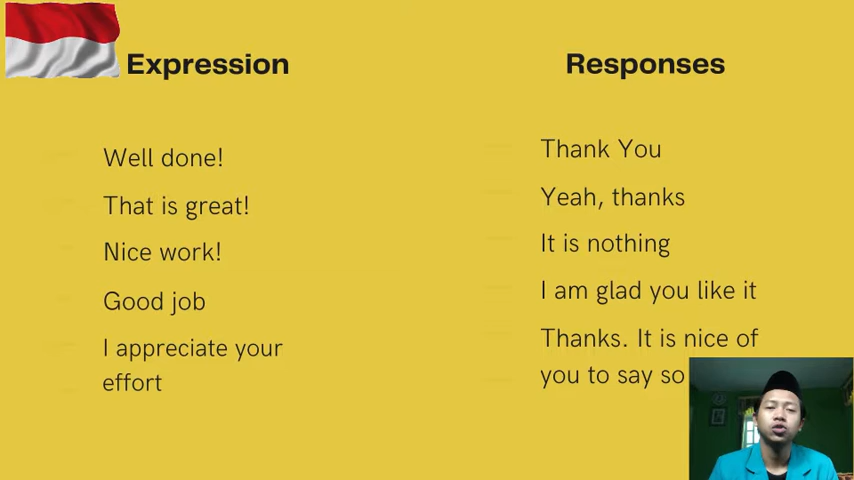 Expression
Well done!
That is great!
Nice work!
Good job
I appreciate your
effort
Responses
Thank You
Yeah, thanks
It is nothing
I am glad you like it
Thanks. It is nice of
you to say so